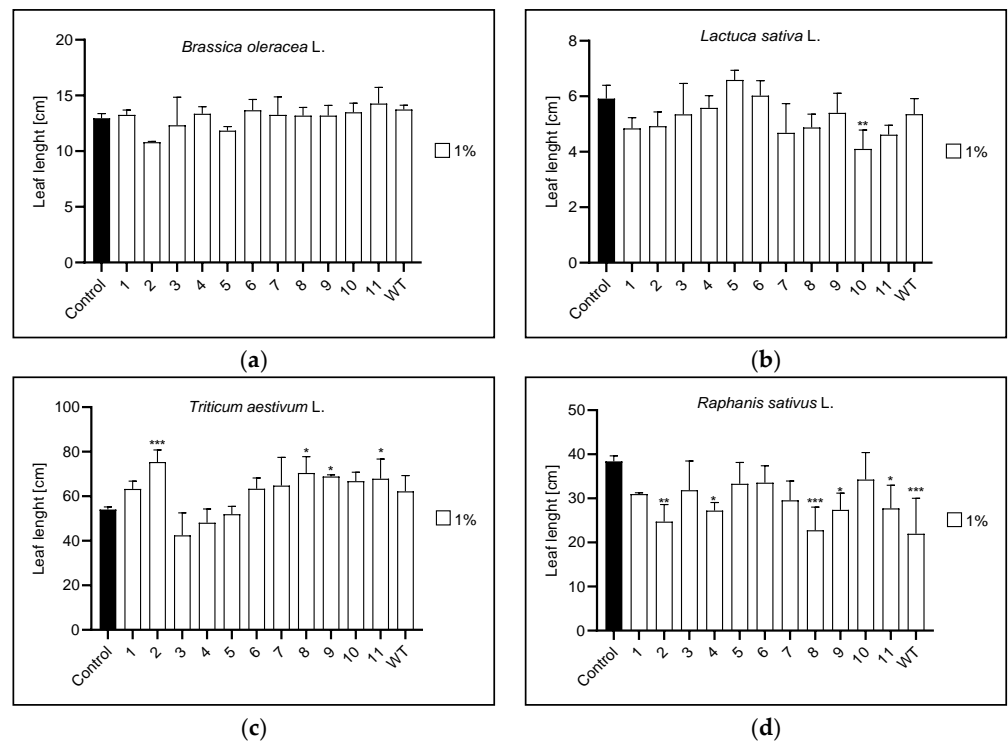 Brassica oleracea L.
Leaf lenght [cm]
20
15
10
5
0
Control 1 2 3 4 5 6 7 8 9 10 11 WT
1%
(a)
Lactuca sativa L.
Leaf lenght [cm]
8
6
4
2
0
**
Control 1 2 3 4 5 6 7 8 9 10 11 WT
1%
(b)
Triticum aestivum L.
Leaf lenght [cm]
100
80
60
40
20
0
*** * * *
Control 1 2 3 4 5 6 7 8 9 10 11 WT
1%
(c)
Raphanis sativus L.
Leaf lenght [cm]
50
40
30
20
10
0
** * *** * * ***
Control 1 2 3 4 5 6 7 8 9 10 11 WT
1%
(d)